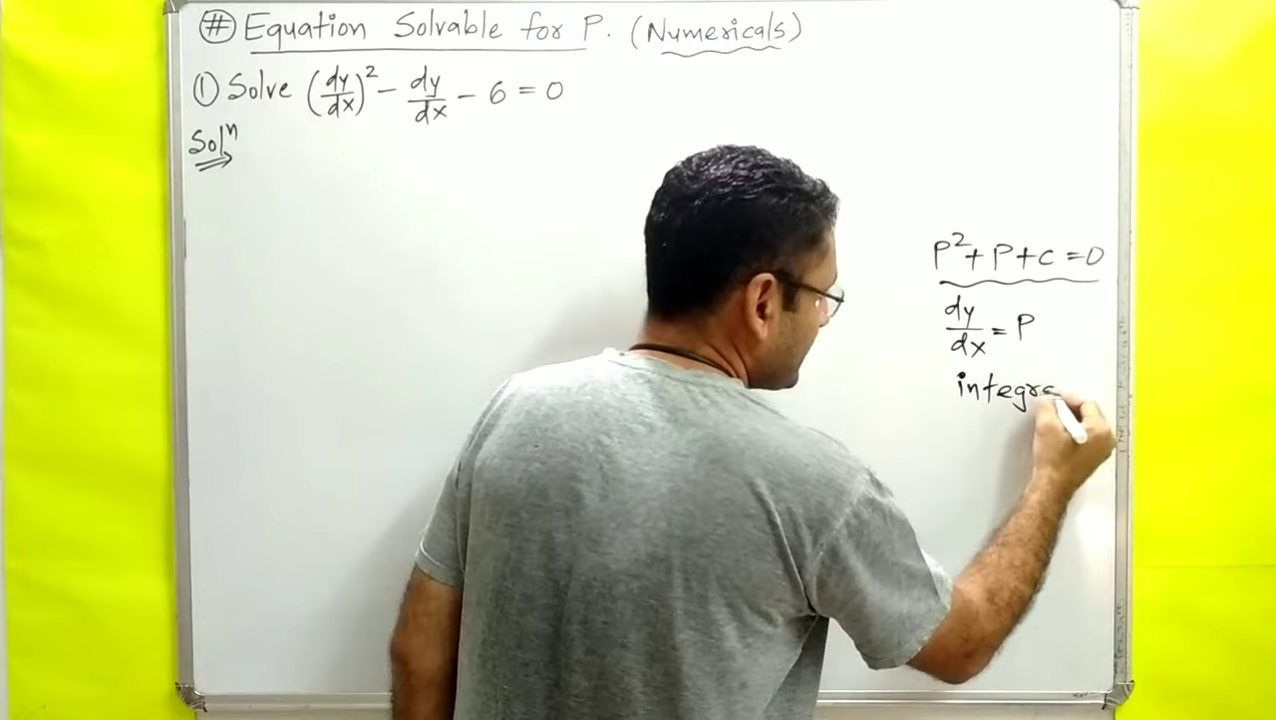 # Equation Solvable for P. (Numericals)
① Solve (dy/dx)² - dy/dx - 6 = 0
Solⁿ
P² + P + C = 0
dy/dx = P
integra